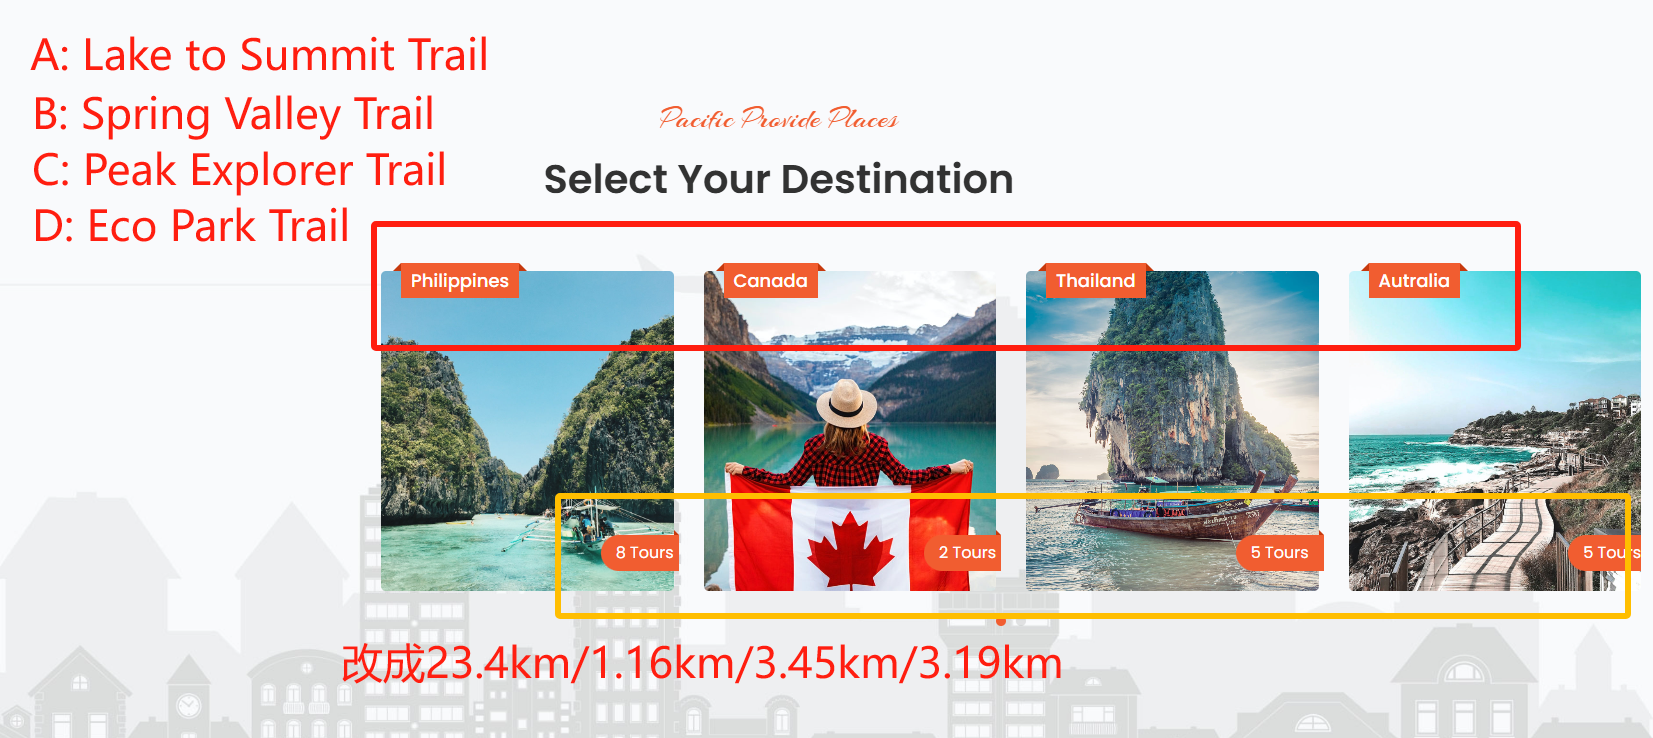 A: Lake to Summit Trail
B: Spring Valley Trail
C: Peak Explorer Trail
D: Eco Park Trail
Pacific Provide Places
Select Your Destination
Philippines
Canada
Thailand
Autralia
8 Tours
2 Tours
5 Tours
5 Tours
改成23.4km/1.16km/3.45km/3.19km